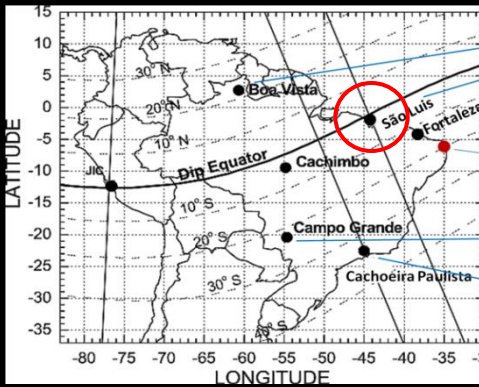 15
10
5
0
-5
-10
-15
-20
-25
-30
-35
LATITUDE
30° N
20° N
10° N
Boa Vista
São Luis
Fortaleza
Dip Equator
JIC
Cachimbo
10° S
20° S
Campo Grande
30° S
Cachoeira Paulista
-80 -75 -70 -65 -60 -55 -50 -45 -40 -35
LONGITUDE